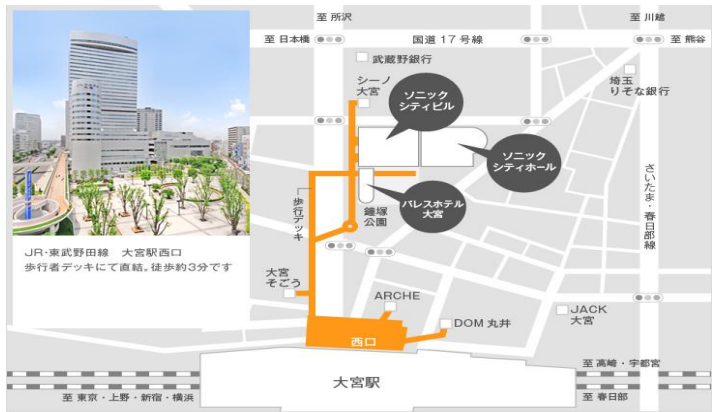 至 所沢
至 川越
至 日本橋
国道 17 号線
至 熊谷
武蔵野銀行
シーノ
大宮
埼玉
りそな銀行
ソニック
シティビル
ソニック
シティホール
パレスホテル
大宮
さいたま・春日部線
歩行デッキ
鐘塚
公園
JR・東武野田線 大宮駅西口
歩行者デッキにて直結。徒歩約3分です
大宮
そごう
ARCHE
DOM 丸井
JACK
大宮
西口
大宮駅
至 高崎・宇都宮
至 東京・上野・新宿・横浜
至 春日部